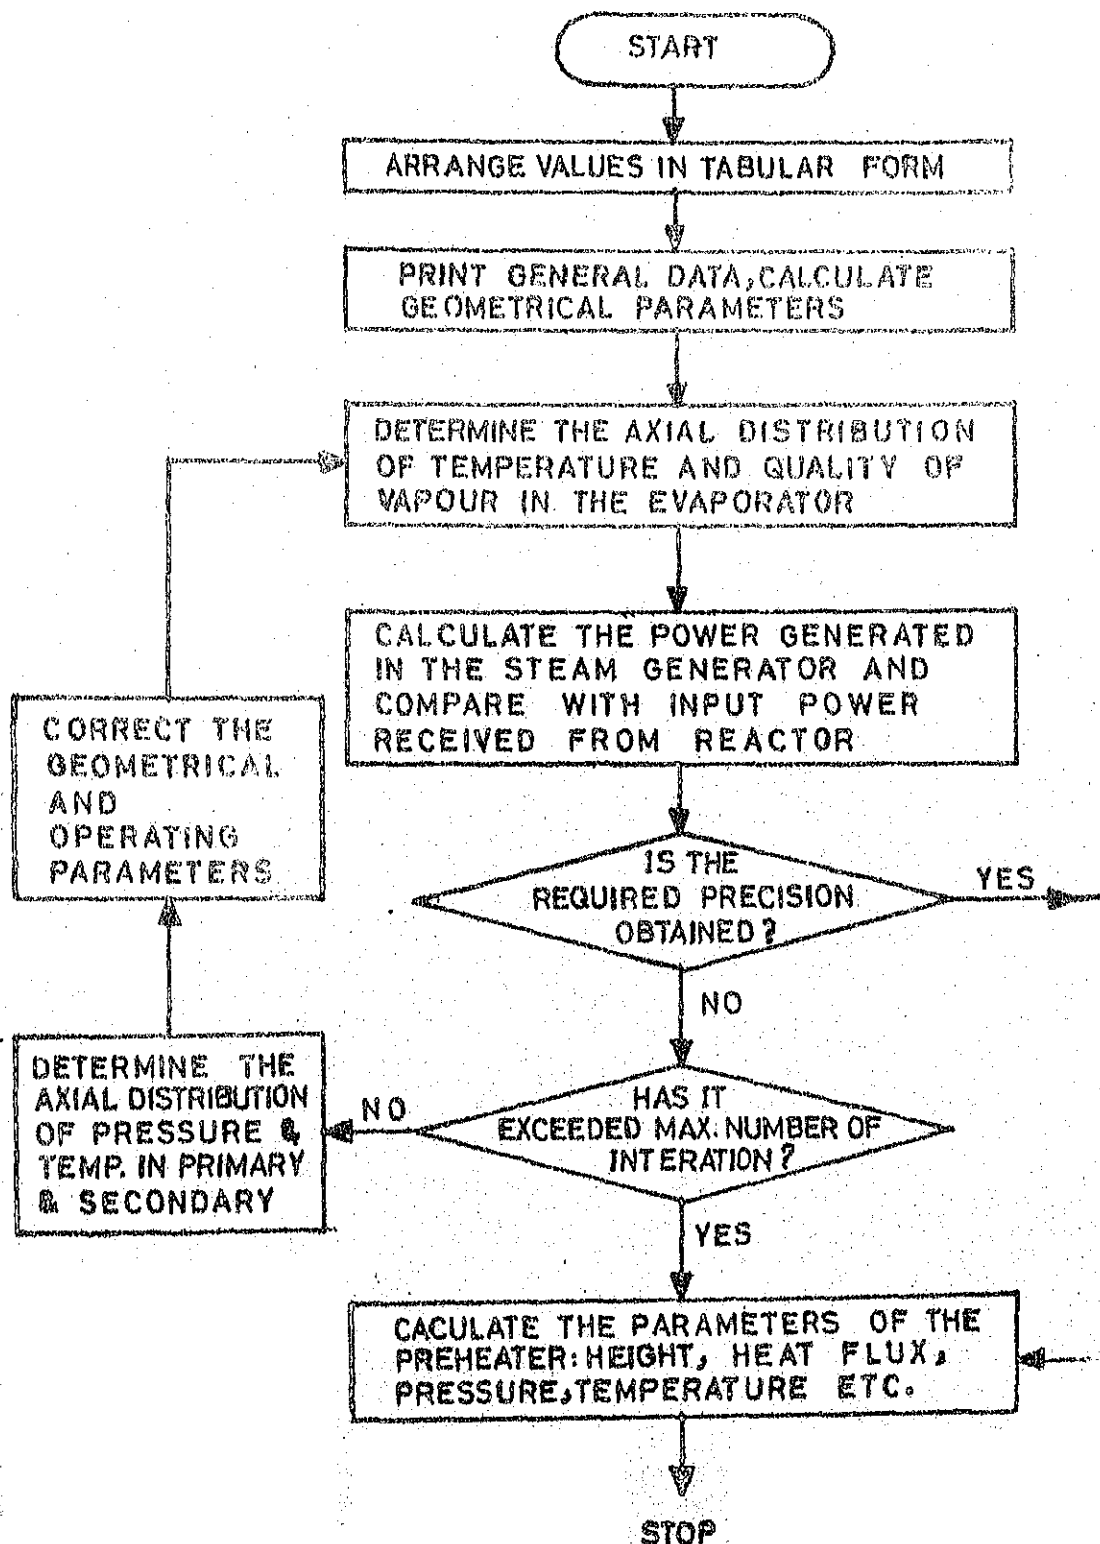 START
ARRANGE VALUES IN TABULAR FORM
PRINT GENERAL DATA, CALCULATE
GEOMETRICAL PARAMETERS
DETERMINE THE AXIAL DISTRIBUTION
OF TEMPERATURE AND QUALITY OF
VAPOUR IN THE EVAPORATOR
CALCULATE THE POWER GENERATED
IN THE STEAM GENERATOR AND
COMPARE WITH INPUT POWER
RECEIVED FROM REACTOR
CORRECT THE
GEOMETRICAL
AND
OPERATING
PARAMETERS
IS THE
REQUIRED PRECISION
OBTAINED?
YES
NO
DETERMINE THE
AXIAL DISTRIBUTION
OF PRESSURE &
TEMP. IN PRIMARY
& SECONDARY
NO
HAS IT
EXCEEDED MAX. NUMBER OF
INTERATION?
YES
CACULATE THE PARAMETERS OF THE
PREHEATER: HEIGHT, HEAT FLUX,
PRESSURE, TEMPERATURE ETC.
STOP